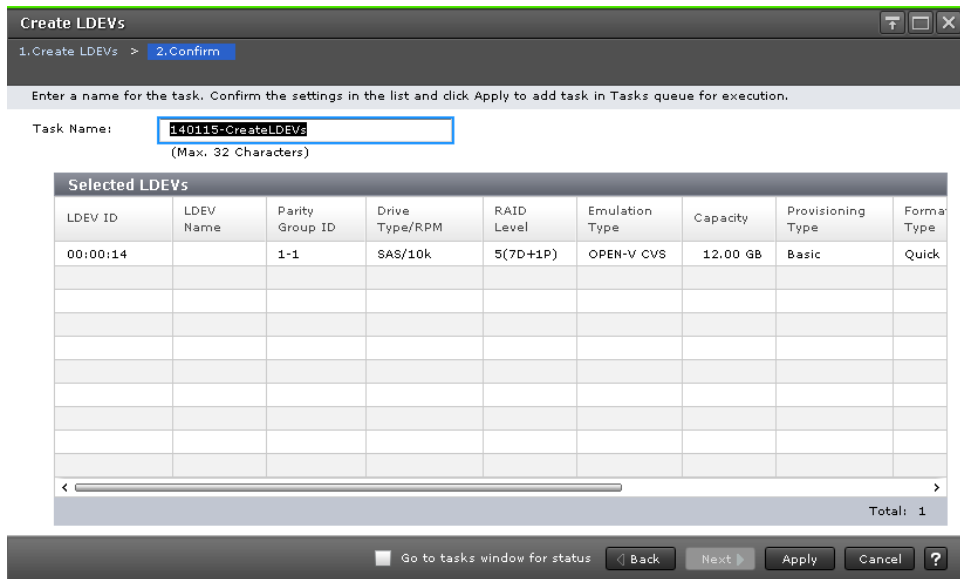 Create LDEVs
1.Create LDEVs > 2.Confirm
Enter a name for the task. Confirm the settings in the list and click Apply to add task in Tasks queue for execution.
Task Name: 140115-CreateLDEVs
(Max. 32 Characters)
Selected LDEVs
LDEV ID LDEV Name Parity Group ID Drive Type/RPM RAID Level Emulation Type Capacity Provisioning Type Format Type
00:00:14 1-1 SAS/10k 5(7D+1P) OPEN-V CVS 12.00 GB Basic Quick
Total: 1
Go to tasks window for status Back Next Apply Cancel ?